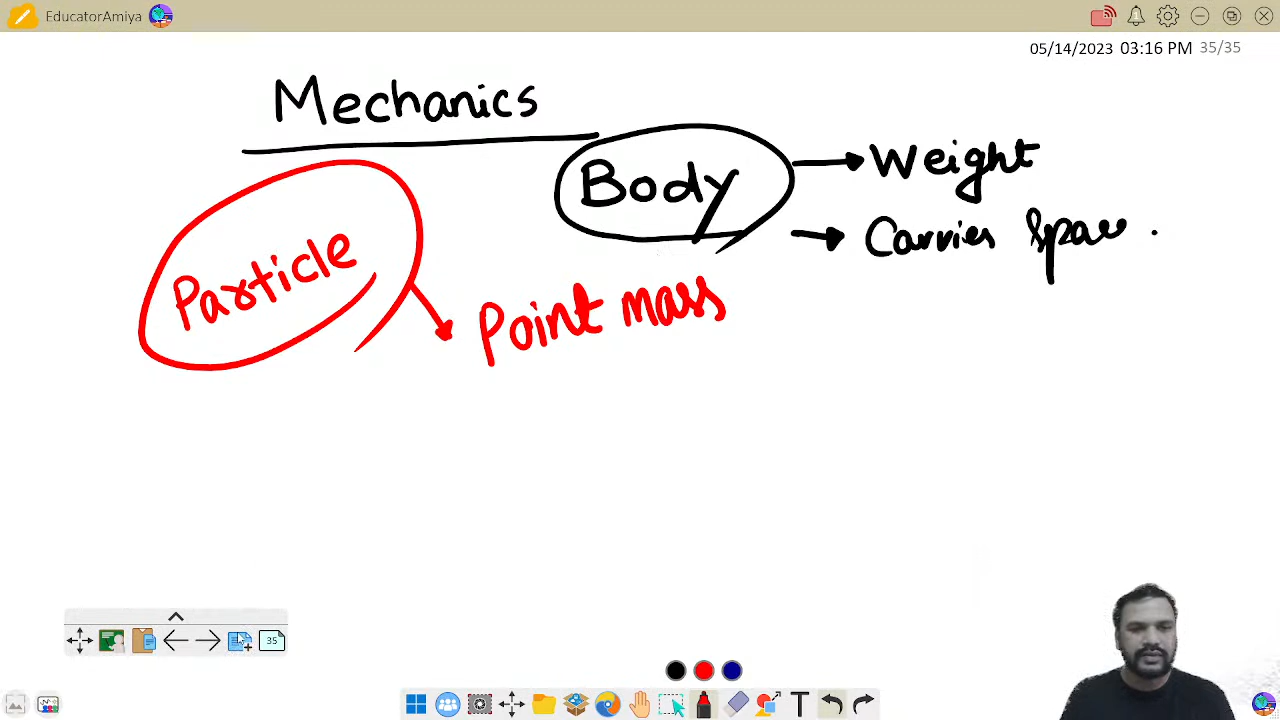 EducatorAmiya
05/14/2023 03:16 PM 35/35
Mechanics
Body
Weight
Carries Space.
Particle
Point mass
35
T